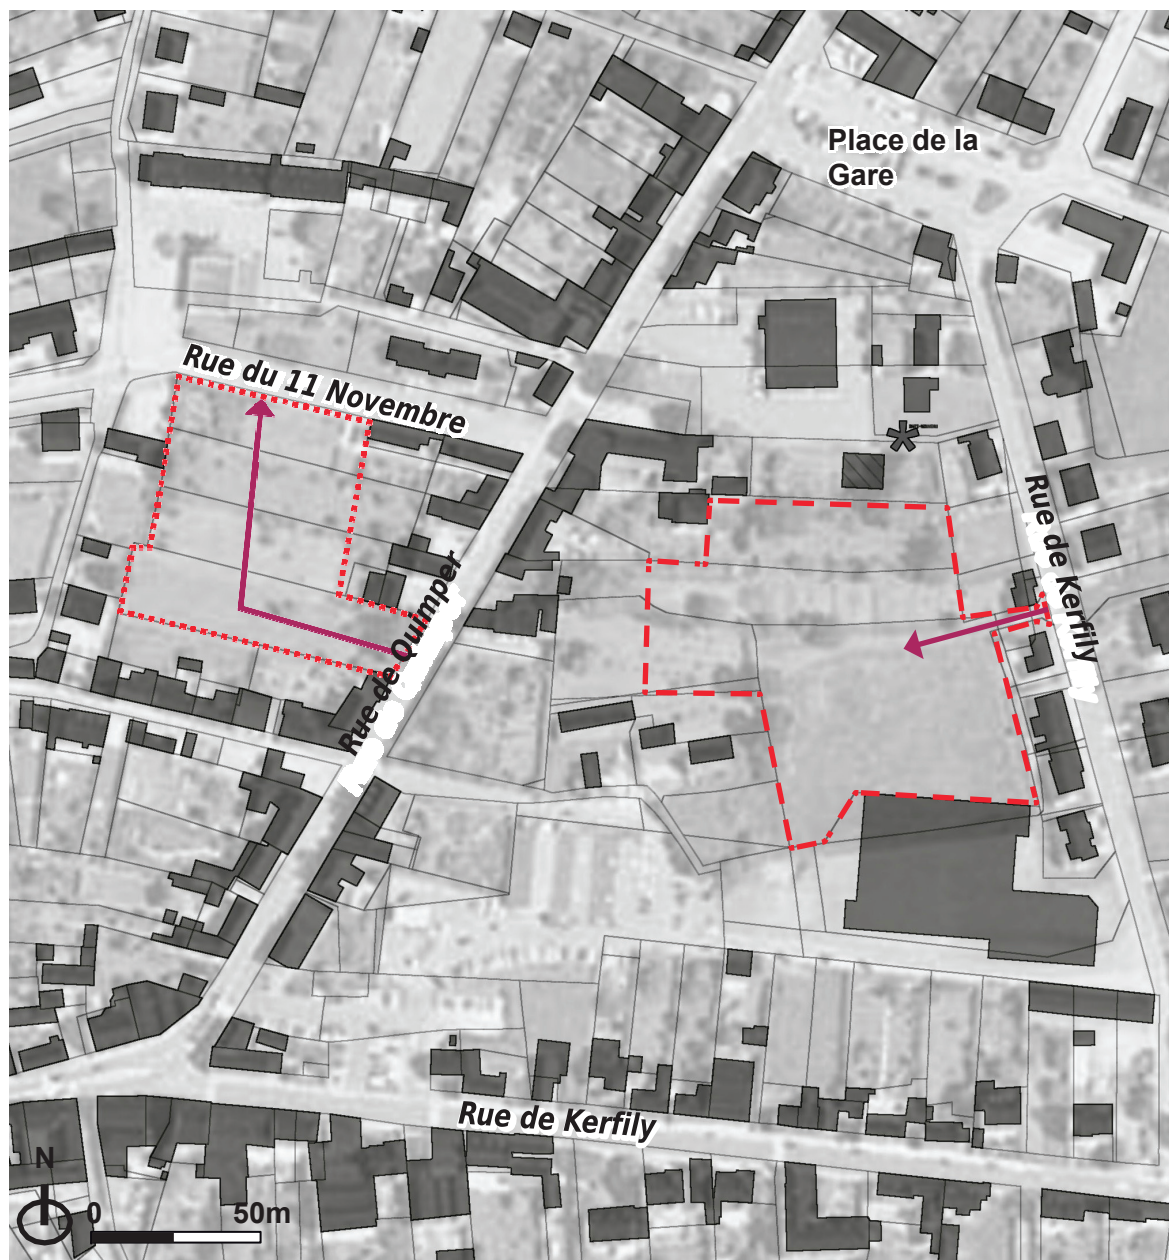 Place de la
Gare
Rue du 11 Novembre
Rue de Quimper
Rue de Kerfily
Rue de Kerfily
N
0 50m